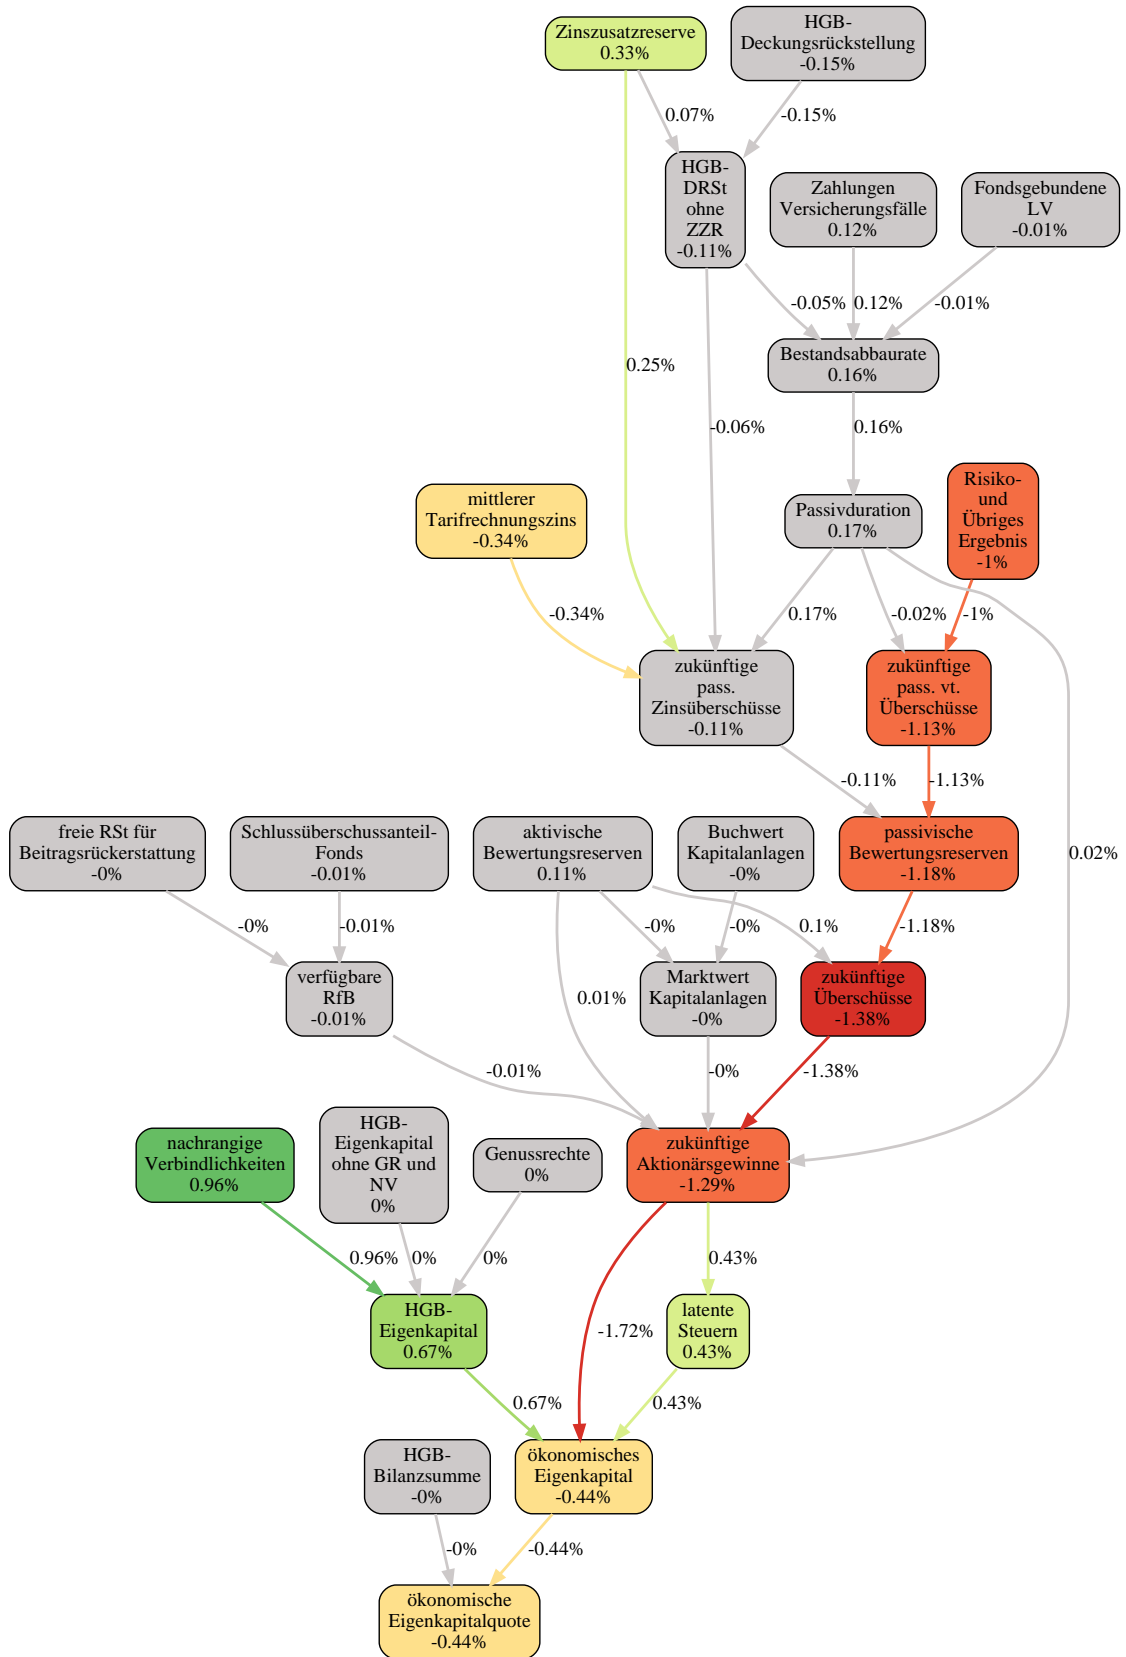 Zinszusatzreserve
0.33%
HGB-
Deckungsrückstellung
-0.15%
0.07%
-0.15%
HGB-
DRSt
ohne
ZZR
-0.11%
Zahlungen
Versicherungsfälle
0.12%
Fondsgebundene
LV
-0.01%
-0.05%
0.12%
-0.01%
Bestandsabbaurate
0.16%
0.25%
-0.06%
0.16%
mittlerer
Tarifrechnungszins
-0.34%
Passivduration
0.17%
Risiko-
und
Übriges
Ergebnis
-1%
-0.34%
0.17%
-0.02%
-1%
zukünftige
pass.
Zinsüberschüsse
-0.11%
zukünftige
pass. vt.
Überschüsse
-1.13%
-0.11%
-1.13%
freie RSt für
Beitragsrückerstattung
-0%
Schlussüberschussanteil-
Fonds
-0.01%
aktivische
Bewertungsreserven
0.11%
Buchwert
Kapitalanlagen
-0%
passivische
Bewertungsreserven
-1.18%
0.02%
-0%
-0.01%
-0%
-0%
0.1%
-1.18%
verfügbare
RfB
-0.01%
0.01%
Marktwert
Kapitalanlagen
-0%
zukünftige
Überschüsse
-1.38%
-0.01%
-0%
-1.38%
nachrangige
Verbindlichkeiten
0.96%
HGB-
Eigenkapital
ohne GR und
NV
0%
Genussrechte
0%
zukünftige
Aktionärsgewinne
-1.29%
0.96%
0%
0%
0.43%
HGB-
Eigenkapital
0.67%
-1.72%
latente
Steuern
0.43%
0.67%
0.43%
HGB-
Bilanzsumme
-0%
ökonomisches
Eigenkapital
-0.44%
-0%
-0.44%
ökonomische
Eigenkapitalquote
-0.44%